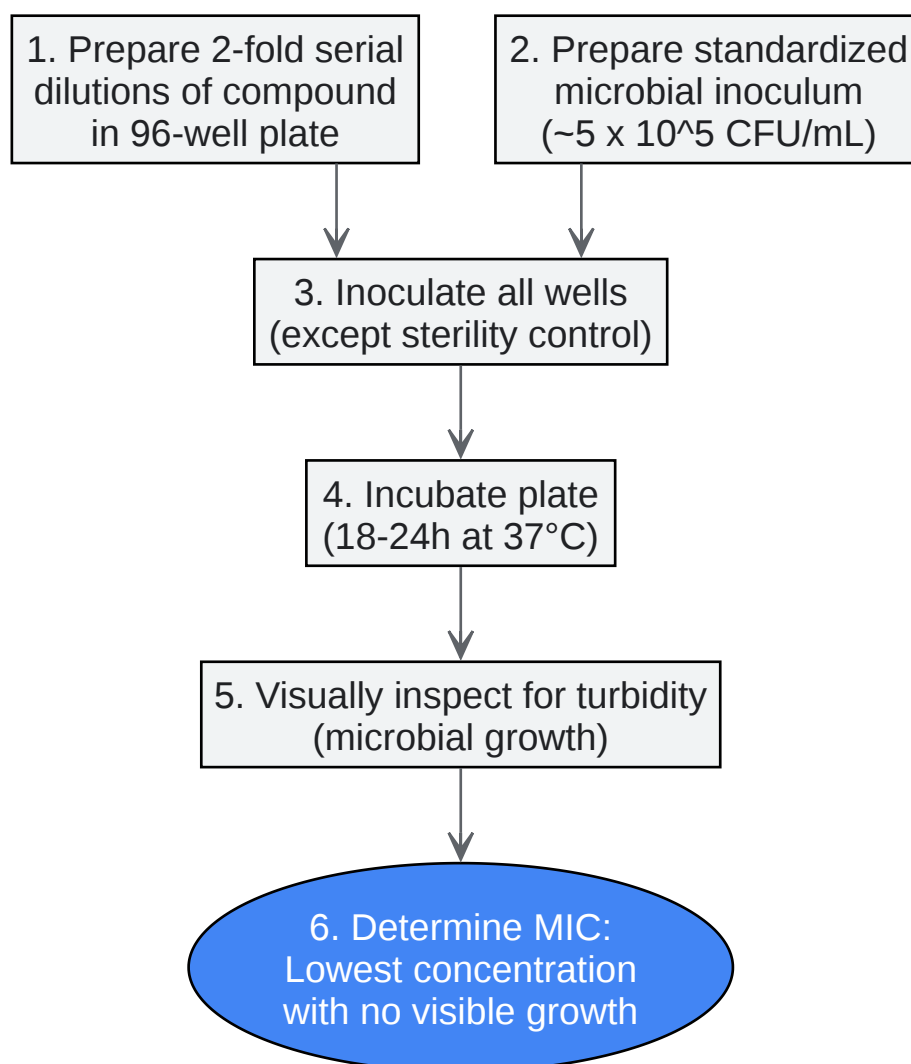 1. Prepare 2-fold serial
dilutions of compound
in 96-well plate
2. Prepare standardized
microbial inoculum
(~5 x 10^5 CFU/mL)
3. Inoculate all wells
(except sterility control)
4. Incubate plate
(18-24h at 37°C)
5. Visually inspect for turbidity
(microbial growth)
6. Determine MIC:
Lowest concentration
with no visible growth